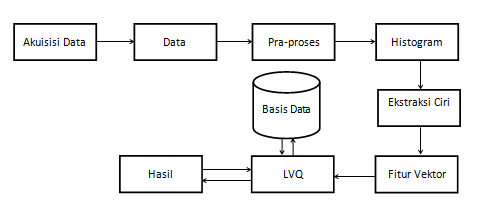 Akuisisi Data
Data
Pra-proses
Histogram
Ekstraksi Ciri
Basis Data
Hasil
LVQ
Fitur Vektor